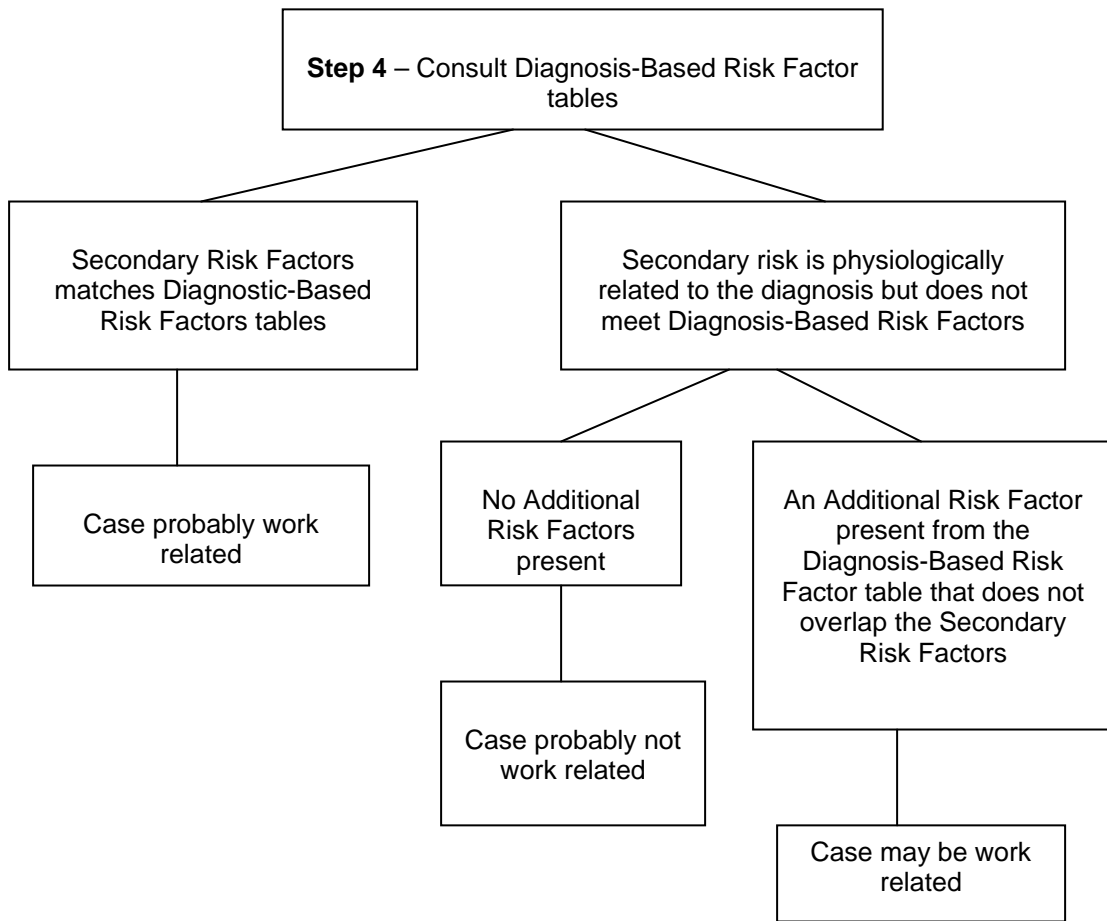 Step 4 – Consult Diagnosis-Based Risk Factor
tables
Secondary Risk Factors
matches Diagnostic-Based
Risk Factors tables
Secondary risk is physiologically
related to the diagnosis but does not
meet Diagnosis-Based Risk Factors
Case probably work
related
No Additional
Risk Factors
present
An Additional Risk Factor
present from the
Diagnosis-Based Risk
Factor table that does not
overlap the Secondary
Risk Factors
Case probably not
work related
Case may be work
related